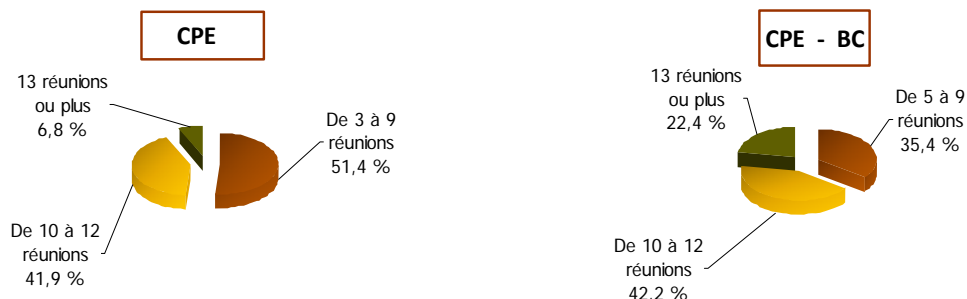 CPE
13 réunions
ou plus
6,8 %
De 3 à 9
réunions
51,4 %
De 10 à 12
réunions
41,9 %
CPE - BC
13 réunions
ou plus
22,4 %
De 5 à 9
réunions
35,4 %
De 10 à 12
réunions
42,2 %